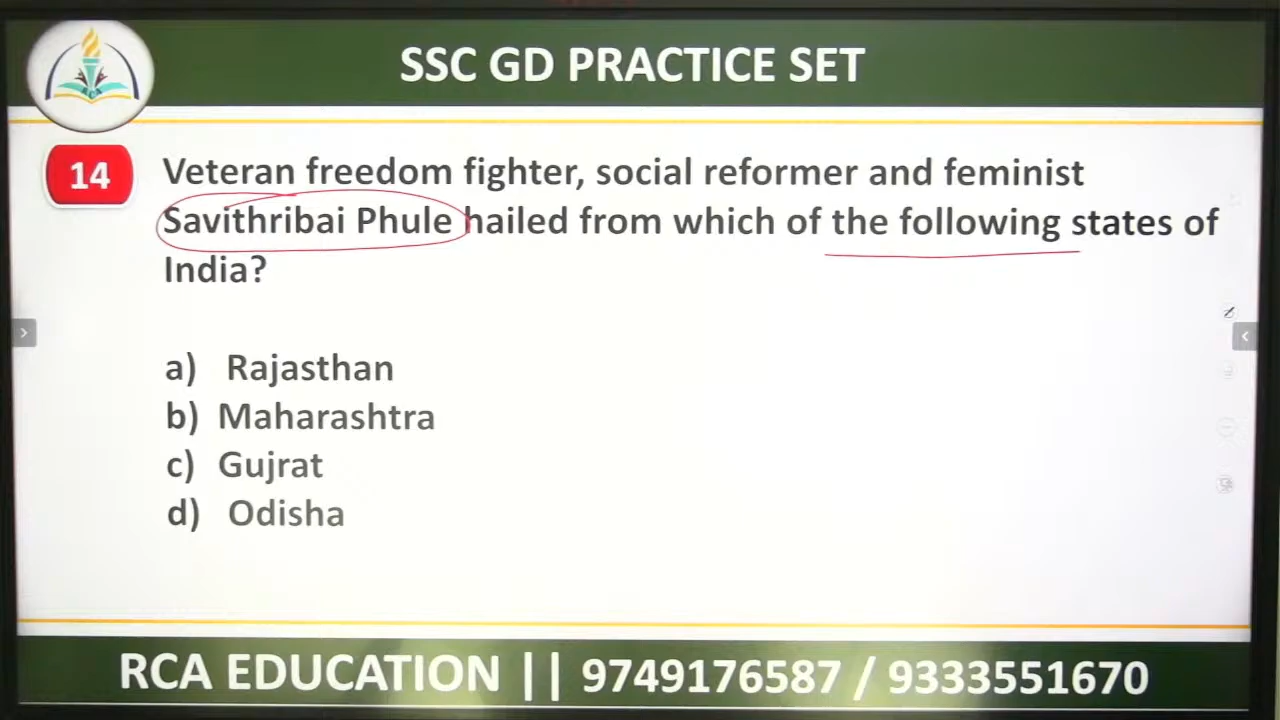 SSC GD PRACTICE SET
14
Veteran freedom fighter, social reformer and feminist
Savithribai Phule hailed from which of the following states of
India?
a) Rajasthan
b) Maharashtra
c) Gujrat
d) Odisha
RCA EDUCATION || 9749176587 / 9333551670